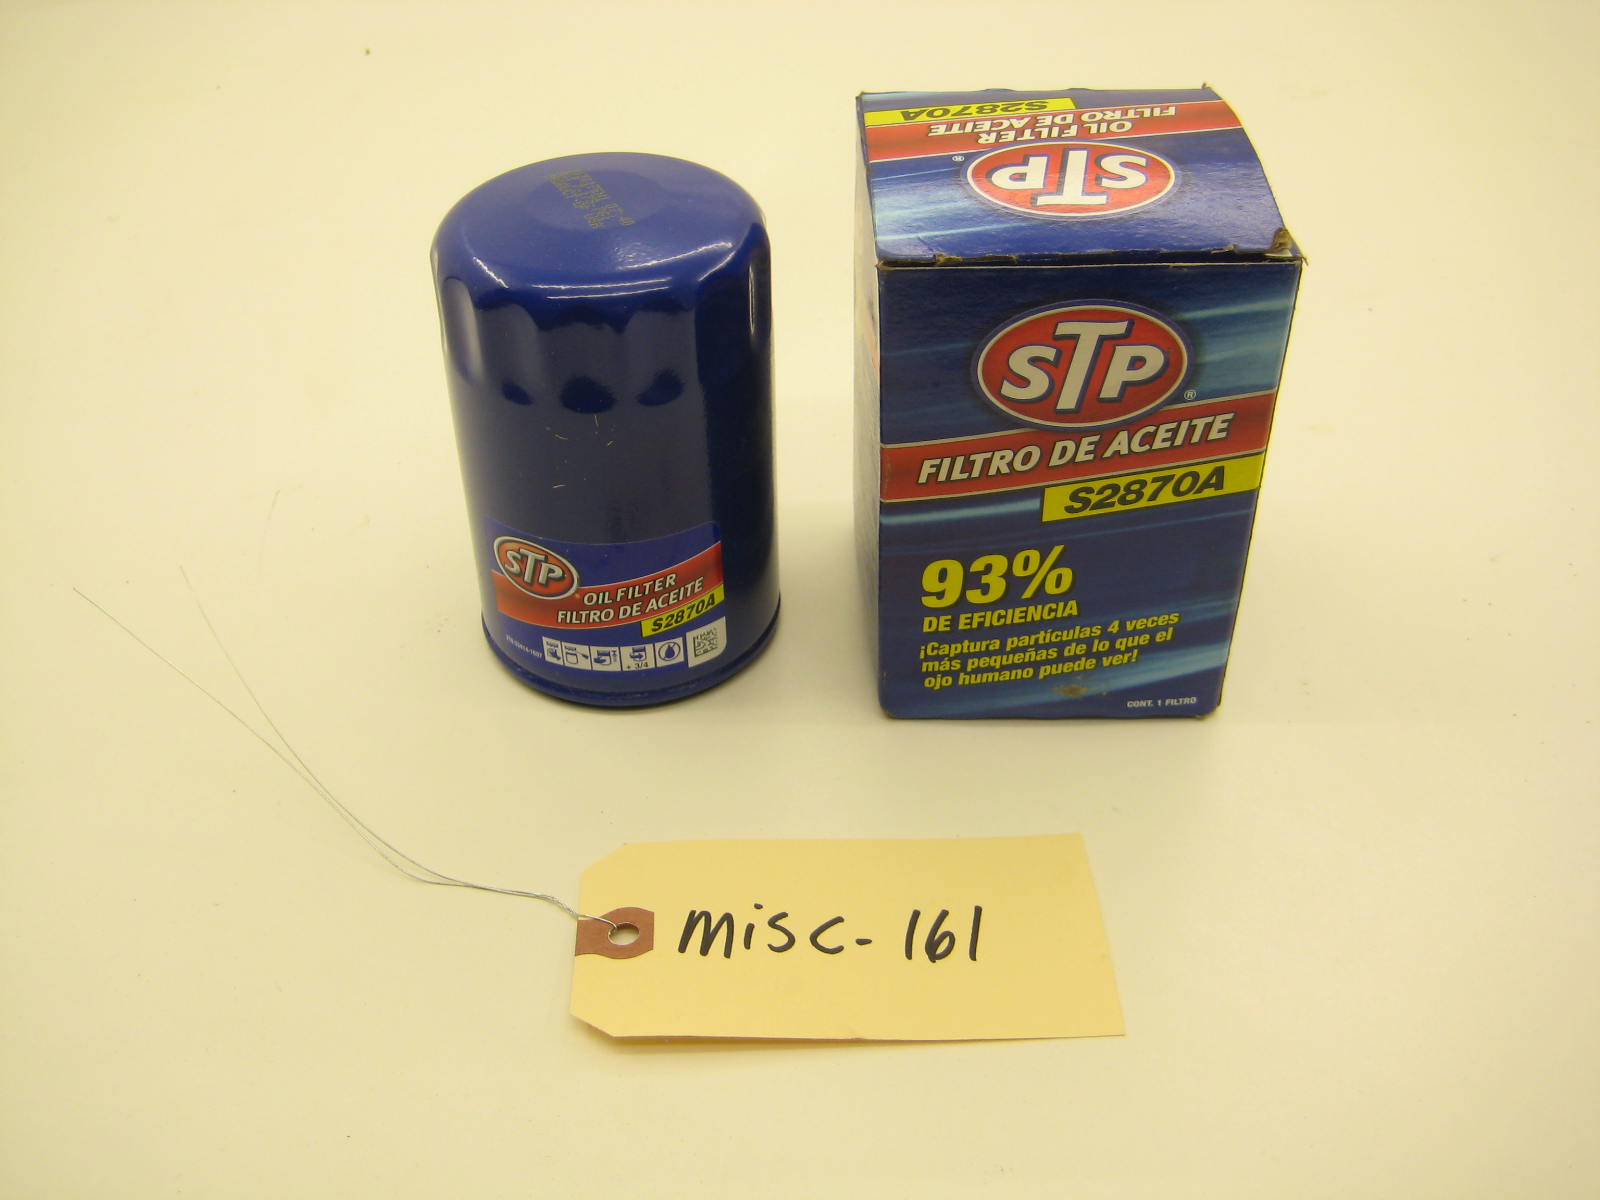 STP
OIL FILTER
FILTRO DE ACEITE
S2870A
+ 3/4
STP
OIL FILTER
FILTRO DE ACEITE
S2870A
STP
FILTRO DE ACEITE
S2870A
93%
DE EFICIENCIA
¡Captura partículas 4 veces
más pequeñas de lo que el
ojo humano puede ver!
CONT. 1 FILTRO
MiSC-161